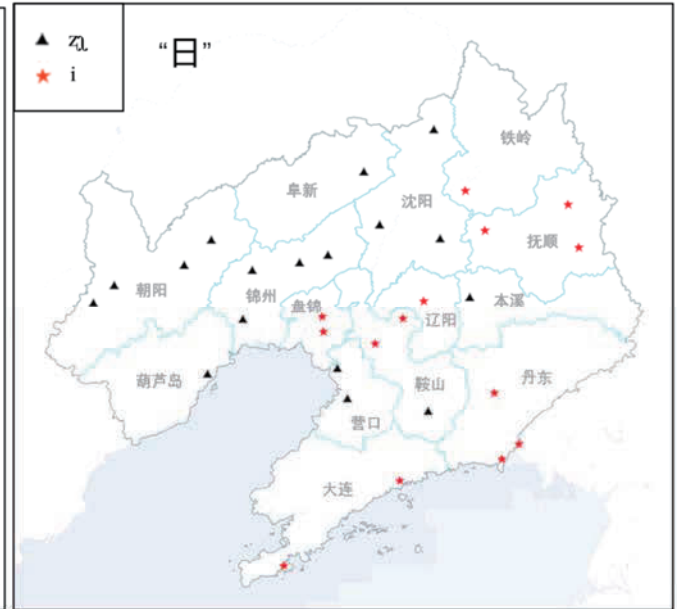 ʐʅ
i
“日”
铁岭
阜新
沈阳
抚顺
朝阳
锦州
盘锦
辽阳
本溪
葫芦岛
鞍山
丹东
营口
大连